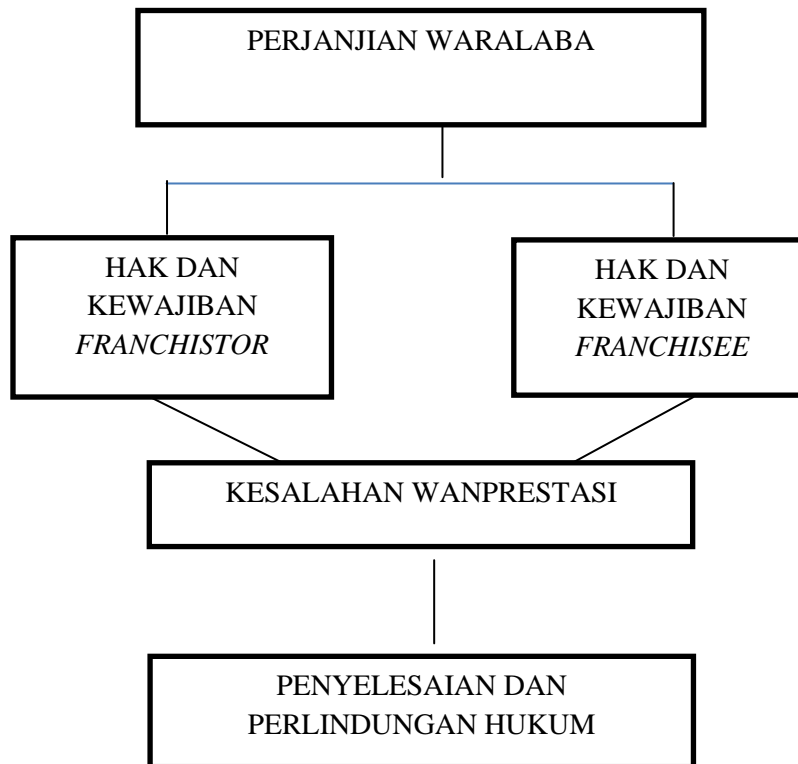 PERJANJIAN WARALABA
HAK DAN
KEWAJIBAN
FRANCHISTOR
HAK DAN
KEWAJIBAN
FRANCHISEE
KESALAHAN WANPRESTASI
PENYELESAIAN DAN
PERLINDUNGAN HUKUM